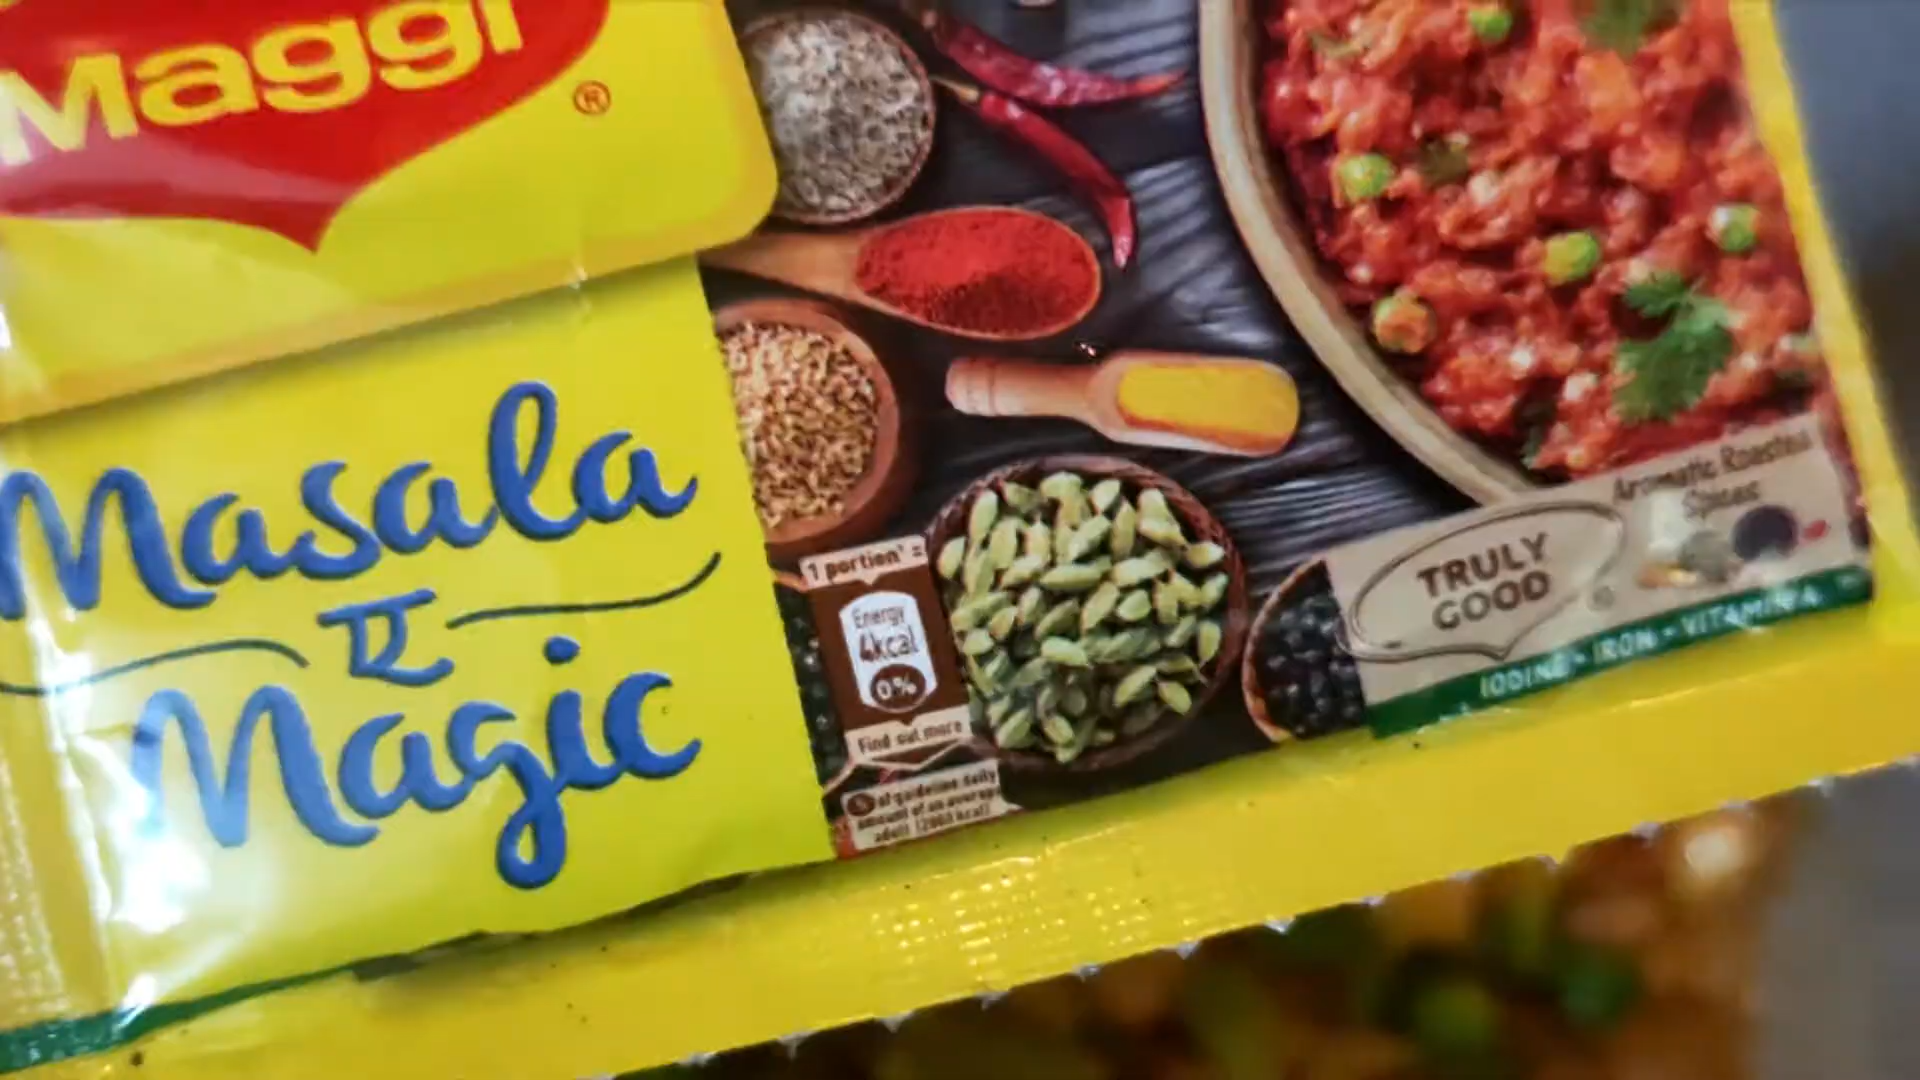 Maggi
®
Masala
ए
Magic
1 portion* =
Energy
4kcal
0%
Find out more
% of guideline daily
amount of an average
adult (2000 kcal)
Aromatic Roasted
Spices
TRULY
GOOD
IODINE - IRON - VITAMIN A